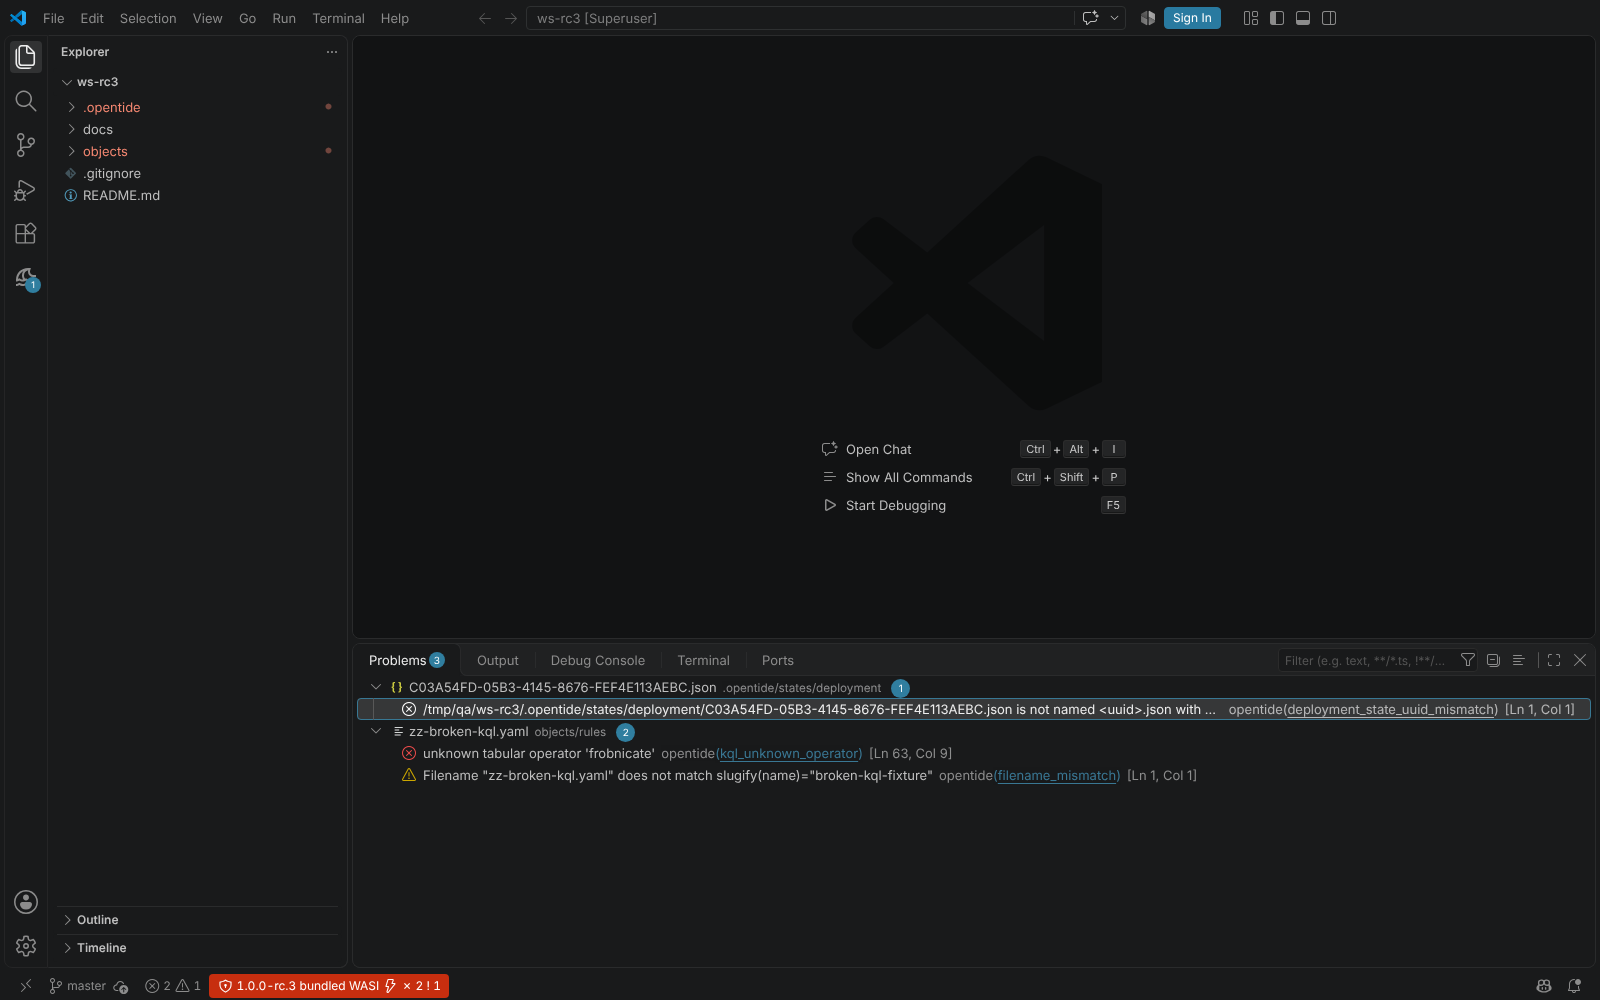 File Edit Selection View Go Run Terminal Help
ws-rc3 [Superuser]
Sign In
Explorer
ws-rc3
.opentide
docs
objects
.gitignore
README.md
1
Open Chat Ctrl + Alt + I
Show All Commands Ctrl + Shift + P
Start Debugging F5
Problems 3 Output Debug Console Terminal Ports
Filter (e.g. text, **/*.ts, !**/...
{} C03A54FD-05B3-4145-8676-FEF4E113AEBC.json .opentide/states/deployment 1
/tmp/qa/ws-rc3/.opentide/states/deployment/C03A54FD-05B3-4145-8676-FEF4E113AEBC.json is not named <uuid>.json with ... opentide(deployment_state_uuid_mismatch) [Ln 1, Col 1]
zz-broken-kql.yaml objects/rules 2
unknown tabular operator 'frobnicate' opentide(kql_unknown_operator) [Ln 63, Col 9]
Filename "zz-broken-kql.yaml" does not match slugify(name)="broken-kql-fixture" opentide(filename_mismatch) [Ln 1, Col 1]
Outline
Timeline
master 2 1 1.0.0-rc.3 bundled WASI × 2 ! 1